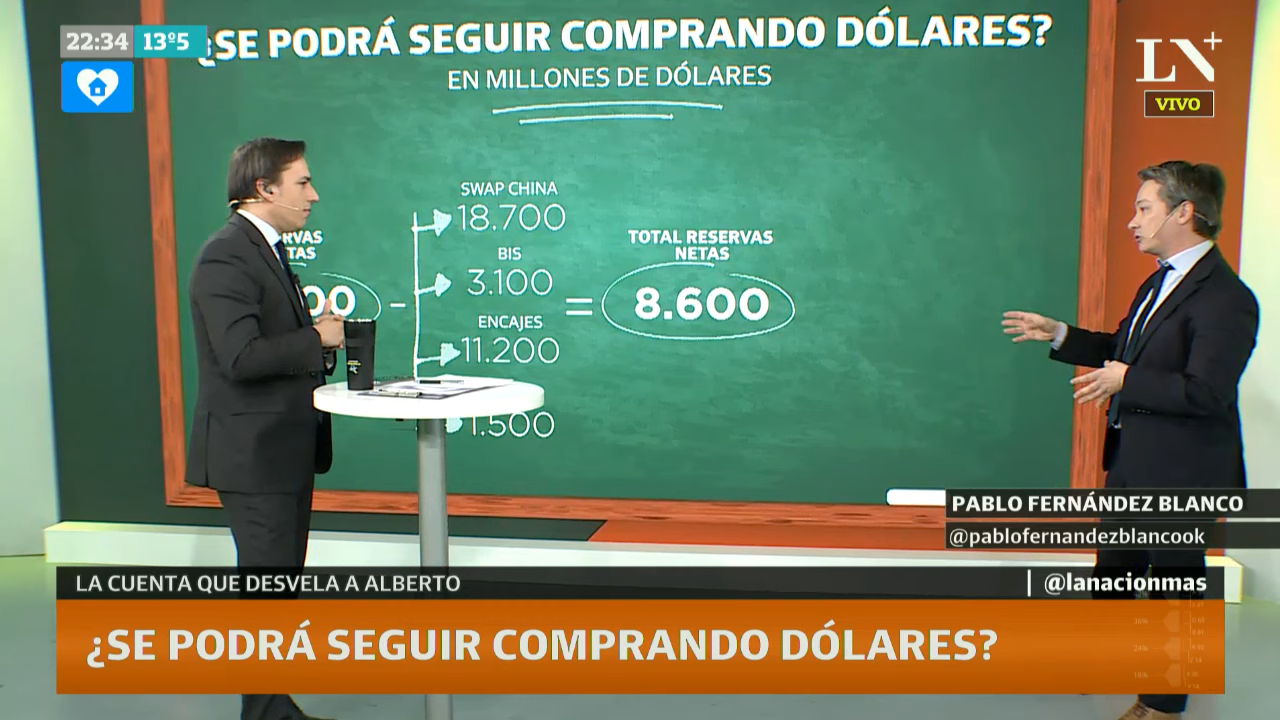 22:34 13º5
¿SE PODRÁ SEGUIR COMPRANDO DÓLARES?
EN MILLONES DE DÓLARES
LN+
VIVO
SWAP CHINA
18.700
BIS
3.100
ENCAJES
11.200
1.500
-
=
TOTAL RESERVAS
NETAS
8.600
PABLO FERNÁNDEZ BLANCO
@pablofernandezblancook
LA CUENTA QUE DESVELA A ALBERTO
| @lanacionmas
¿SE PODRÁ SEGUIR COMPRANDO DÓLARES?